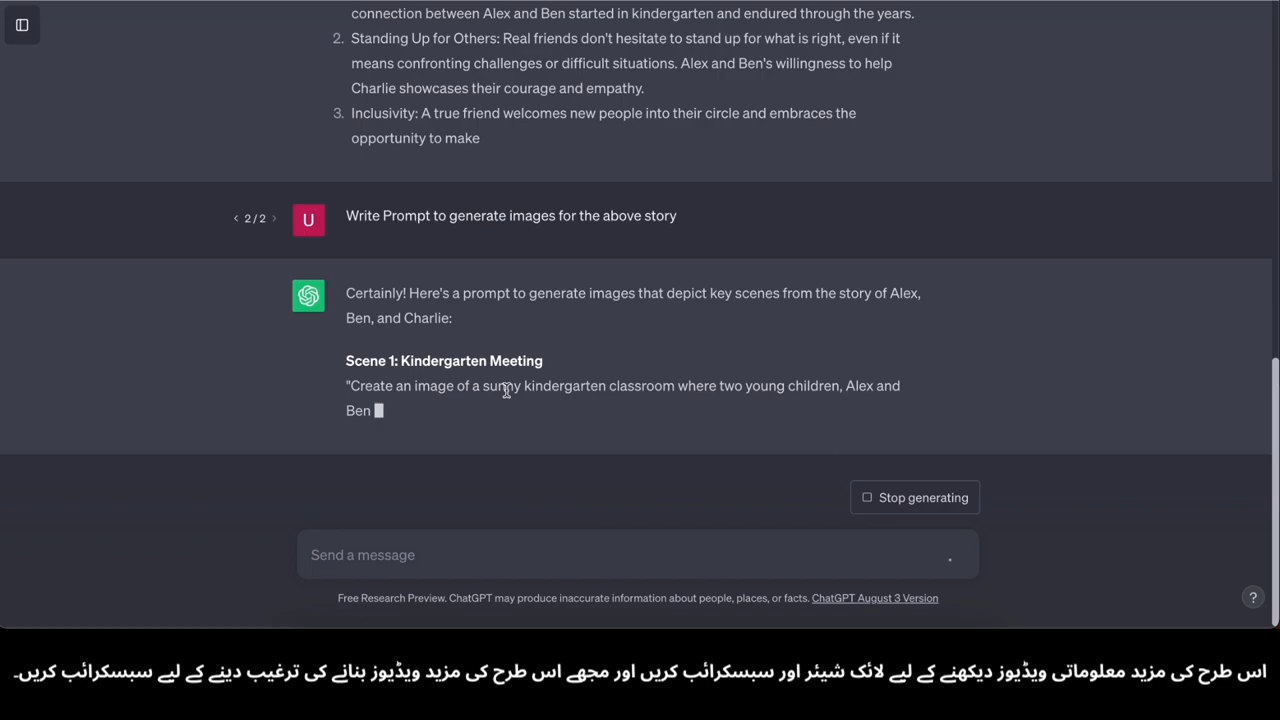 connection between Alex and Ben started in kindergarten and endured through the years.
2. Standing Up for Others: Real friends don't hesitate to stand up for what is right, even if it
means confronting challenges or difficult situations. Alex and Ben's willingness to help
Charlie showcases their courage and empathy.
3. Inclusivity: A true friend welcomes new people into their circle and embraces the
opportunity to make
< 2/2 >
U
Write Prompt to generate images for the above story
Certainly! Here's a prompt to generate images that depict key scenes from the story of Alex,
Ben, and Charlie:
Scene 1: Kindergarten Meeting
"Create an image of a sunny kindergarten classroom where two young children, Alex and
Ben
Stop generating
Send a message
Free Research Preview. ChatGPT may produce inaccurate information about people, places, or facts. ChatGPT August 3 Version
?
اس طرح کی مزید معلوماتی ویڈیوز دیکھنے کے لیے لائک شیئر اور سبسکرائب کریں اور مجھے اس طرح کی مزید ویڈیوز بنانے کی ترغیب دینے کے لیے سبسکرائب کریں۔